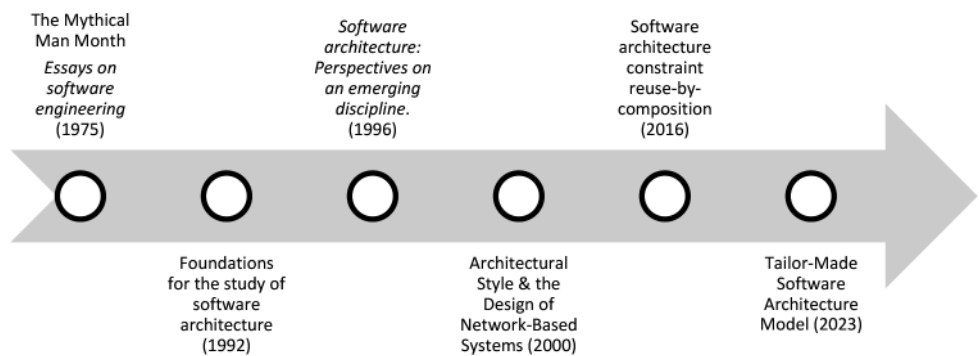 The Mythical
Man Month
Essays on
software
engineering
(1975)
Foundations
for the study of
software
architecture
(1992)
Software
architecture:
Perspectives on
an emerging
discipline.
(1996)
Architectural
Style & the
Design of
Network-Based
Systems (2000)
Software
architecture
constraint
reuse-by-
composition
(2016)
Tailor-Made
Software
Architecture
Model (2023)